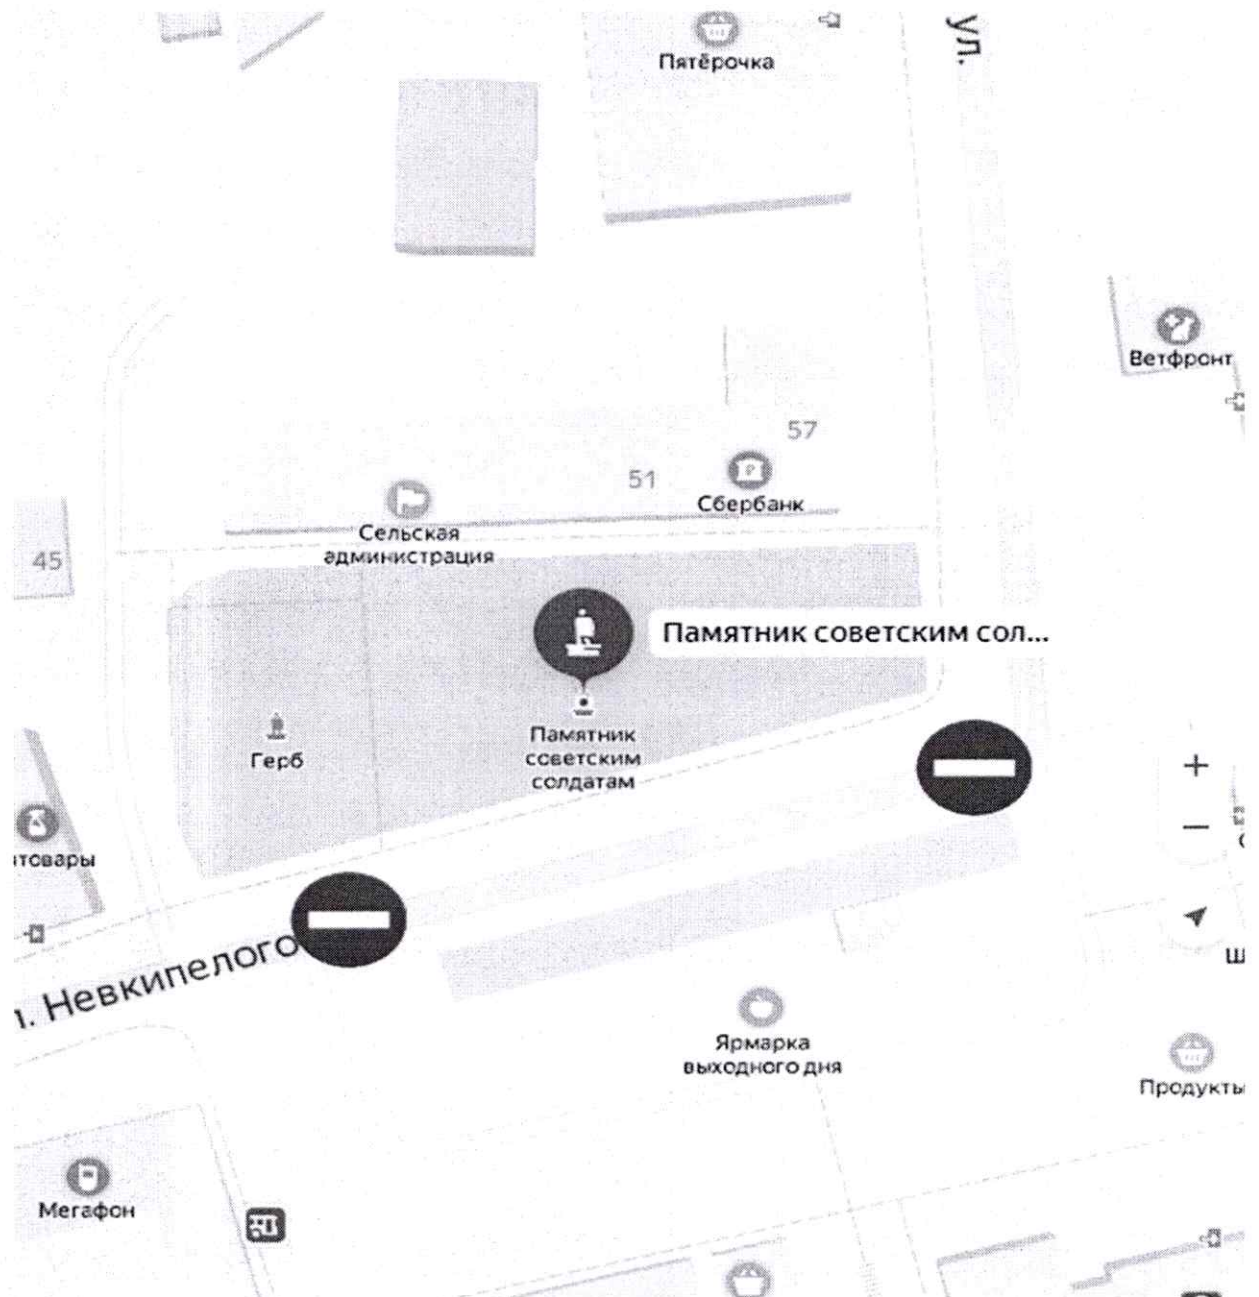 Пятёрочка
ул.
Ветфронт
57
51
Сбербанк
Сельская
администрация
45
Памятник советским сол...
Памятник
советским
солдатам
Герб
тговары
л. Невкипелого
Ярмарка
выходного дня
Продукты
Мегафон